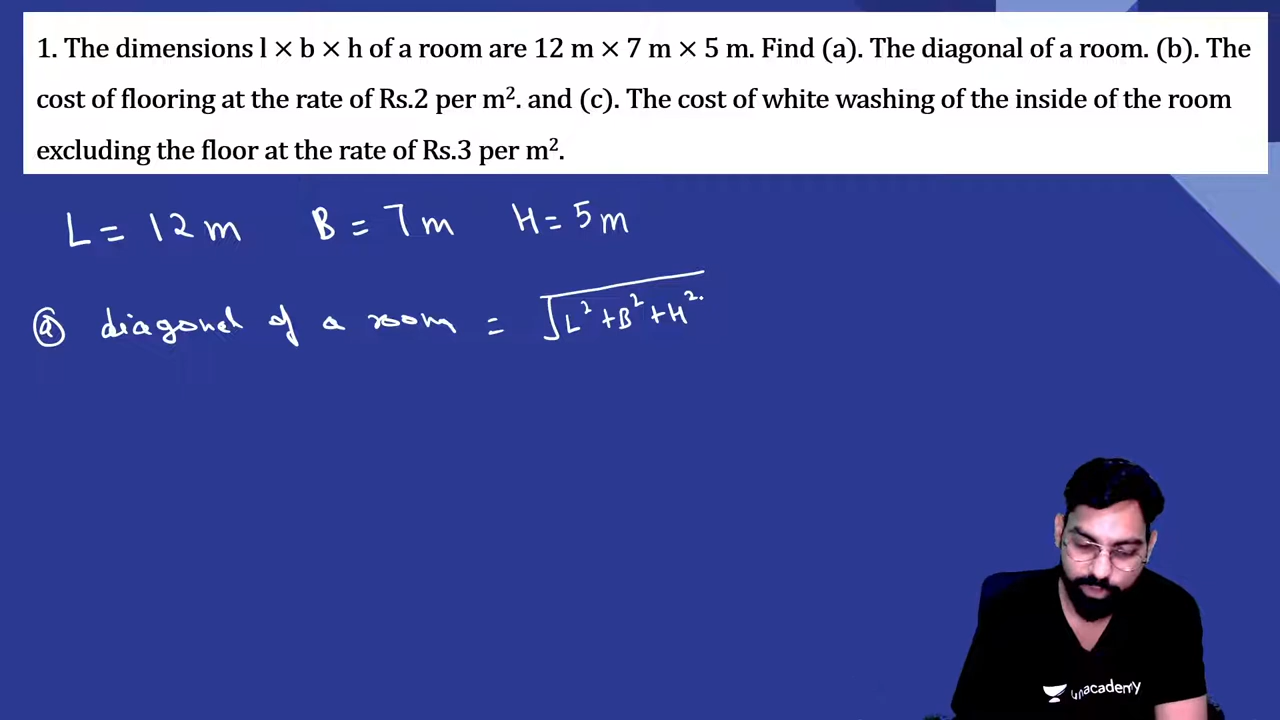 1. The dimensions l × b × h of a room are 12 m × 7 m × 5 m. Find (a). The diagonal of a room. (b). The
cost of flooring at the rate of Rs.2 per m². and (c). The cost of white washing of the inside of the room
excluding the floor at the rate of Rs.3 per m².
L = 12 m B = 7 m H = 5 m
ⓐ diagonal of a room = √(L² + B² + H²)
unacademy